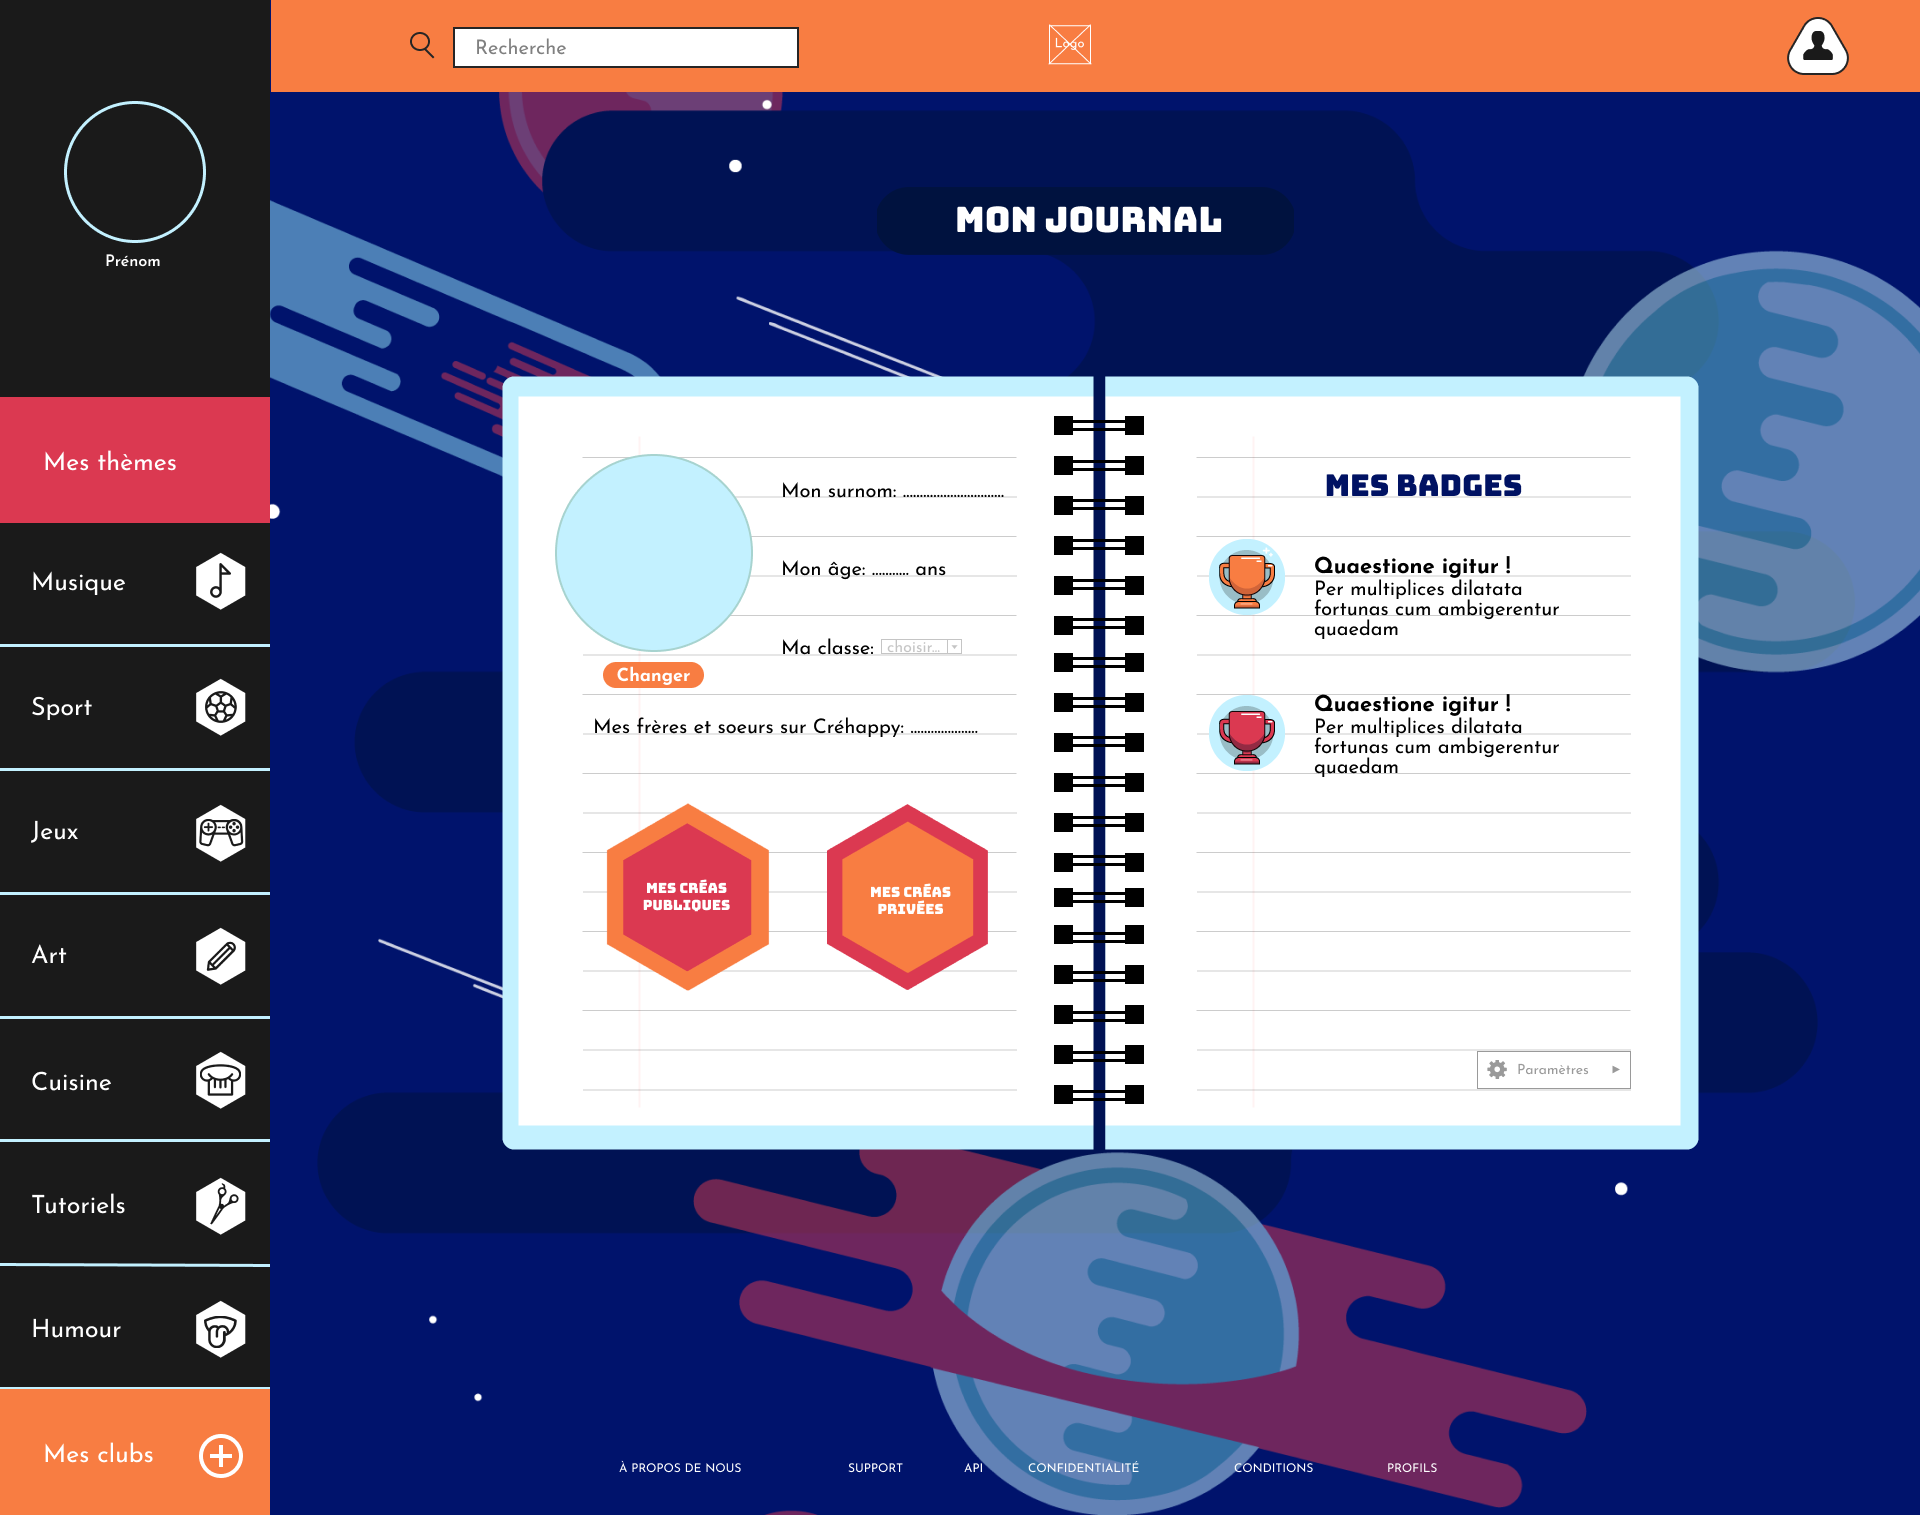 Recherche
Logo
Prénom
MON JOURNAL
Mes thèmes
Musique
Sport
Jeux
Art
Cuisine
Tutoriels
Humour
Mes clubs
Mon surnom: ..............................
Mon âge: ........... ans
Ma classe: choisir...
Changer
Mes frères et soeurs sur Créhappy: ....................
MES CRÉAS
PUBLIQUES
MES CRÉAS
PRIVÉES
MES BADGES
Quaestione igitur !
Per multiplices dilatata
fortunas cum ambigerentur
quaedam
Quaestione igitur !
Per multiplices dilatata
fortunas cum ambigerentur
quaedam
Paramètres
À PROPOS DE NOUS SUPPORT API CONFIDENTIALITÉ CONDITIONS PROFILS